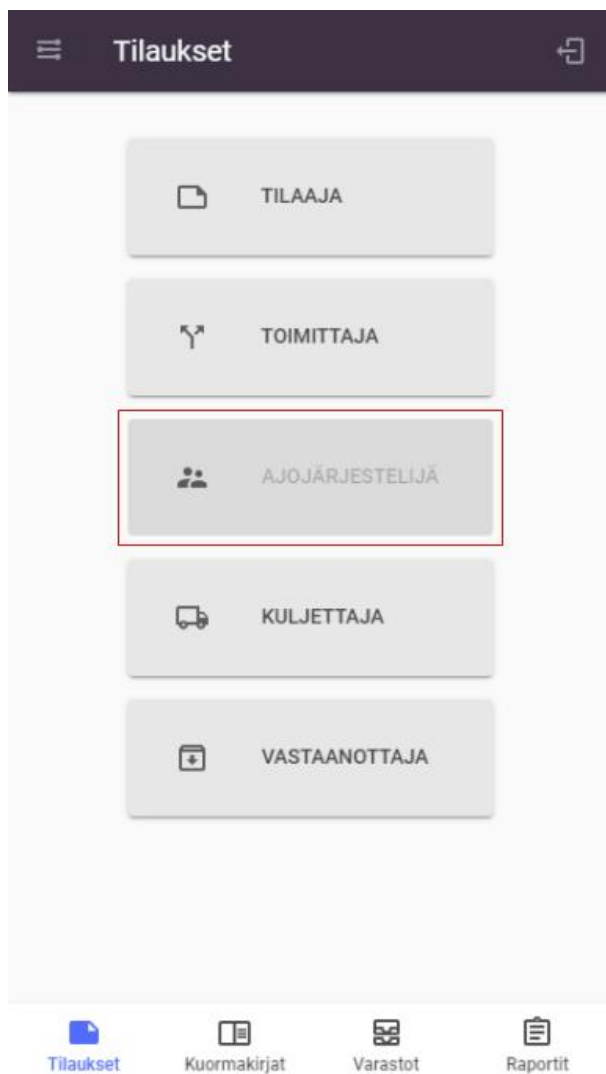 Tilaukset
TILAAJA
TOIMITTAJA
AJOJÄRJESTELIJÄ
KULJETTAJA
VASTAANOTTAJA
Tilaukset Kuormakirjat Varastot Raportit